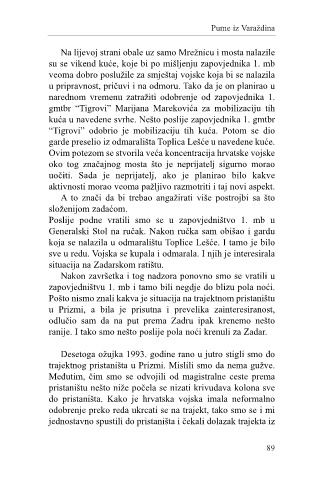 Pume iz Varaždina
Na lijevoj strani obale uz samo Mrežnicu i mosta nalazile
su se vikend kuće, koje bi po mišljenju zapovjednika 1. mb
veoma dobro poslužile za smještaj vojske koja bi se nalazila
u pripravnost, pričuvi i na odmoru. Tako da je on planirao u
narednom vremenu zatražiti odobrenje od zapovjednika 1.
gmtbr “Tigrovi” Marijana Marekovića za mobilizaciju tih
kuća u navedene svrhe. Nešto poslije zapovjednik 1. gmtbr
“Tigrovi” odobrio je mobilizaciju tih kuća. Potom se dio
garde preselio iz odmarališta Toplica Lešće u navedene kuće.
Ovim potezom se stvorila veća koncentracija hrvatske vojske
oko tog značajnog mosta što je neprijatelj sigurno morao
uočiti. Sada je neprijatelj, ako je planirao bilo kakve
aktivnosti morao veoma pažljivo razmotriti i taj novi aspekt.
A to znači da bi trebao angažirati više postrojbi sa što
složenijom zadaćom.
Poslije podne vratili smo se u zapovjedništvo 1. mb u
Generalski Stol na ručak. Nakon ručka sam obišao i gardu
koja se nalazila u odmaralištu Toplice Lešće. I tamo je bilo
sve u redu. Vojska se kupala i odmarala. I njih je interesirala
situacija na Zadarskom ratištu.
Nakon završetka i tog nadzora ponovno smo se vratili u
zapovjedništvu 1. mb i tamo bili negdje do blizu pola noći.
Pošto nismo znali kakva je situacija na trajektnom pristaništu
u Prizmi, a bila je prisutna i prevelika zainteresiranost,
odlučio sam da na put prema Zadru ipak krenemo nešto
ranije. I tako smo nešto poslije pola noći krenuli za Zadar.
Desetoga ožujka 1993. godine rano u jutro stigli smo do
trajektnog pristaništa u Prizmi. Mislili smo da nema gužve.
Međutim, čim smo se odvojili od magistralne ceste prema
pristaništu nešto niže počela se nizati krivudava kolona sve
do pristaništa. Kako je hrvatska vojska imala neformalno
odobrenje preko reda ukrcati se na trajekt, tako smo se i mi
jednostavno spustili do pristaništa i čekali dolazak trajekta iz
89